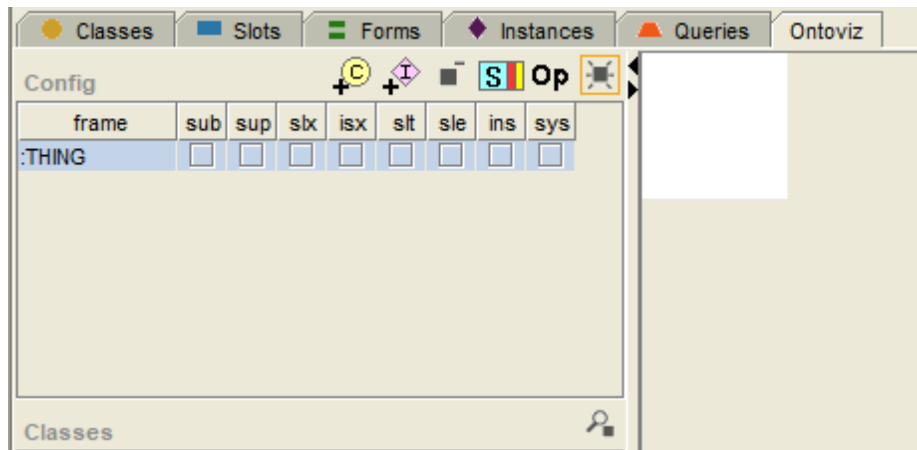 Classes Slots Forms Instances Queries Ontoviz
Config C I S Op
frame sub sup slx isx slt sle ins sys
:THING
Classes